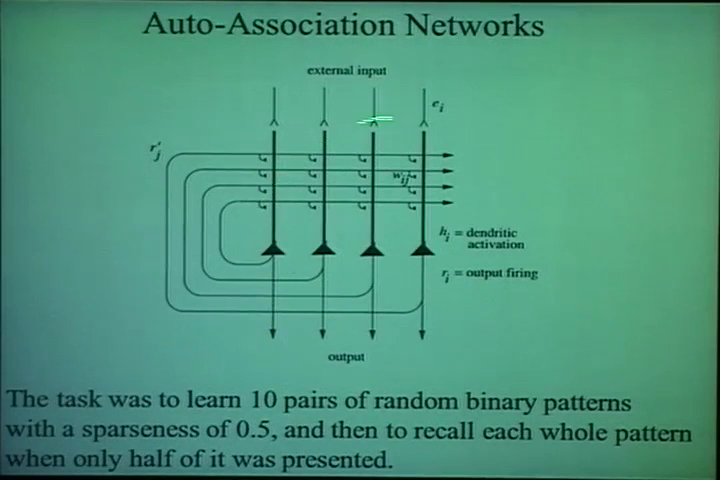 Auto-Association Networks
external input
e_i
r'_j
w_ij
h_i = dendritic
activation
r_i = output firing
output
The task was to learn 10 pairs of random binary patterns
with a sparseness of 0.5, and then to recall each whole pattern
when only half of it was presented.